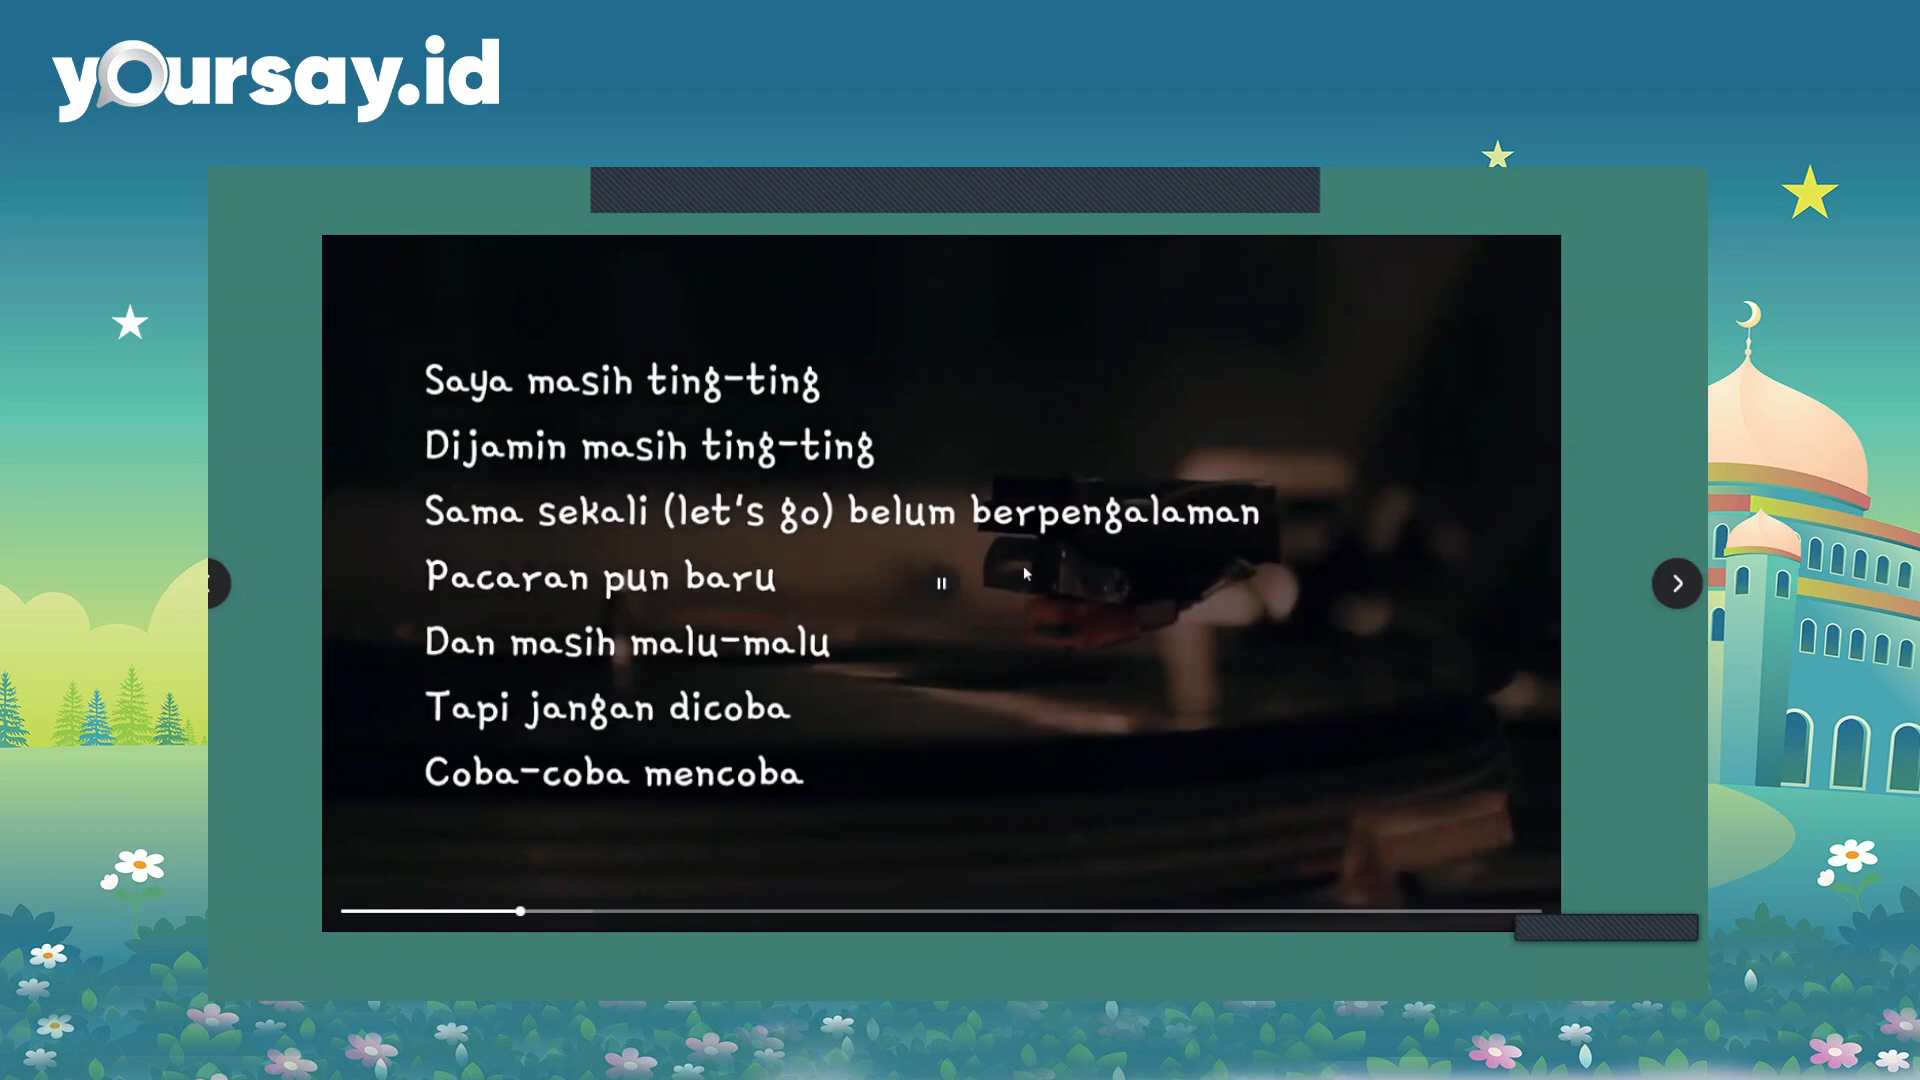 yoursay.id
Saya masih ting-ting
Dijamin masih ting-ting
Sama sekali (let's go) belum berpengalaman
Pacaran pun baru
Dan masih malu-malu
Tapi jangan dicoba
Coba-coba mencoba